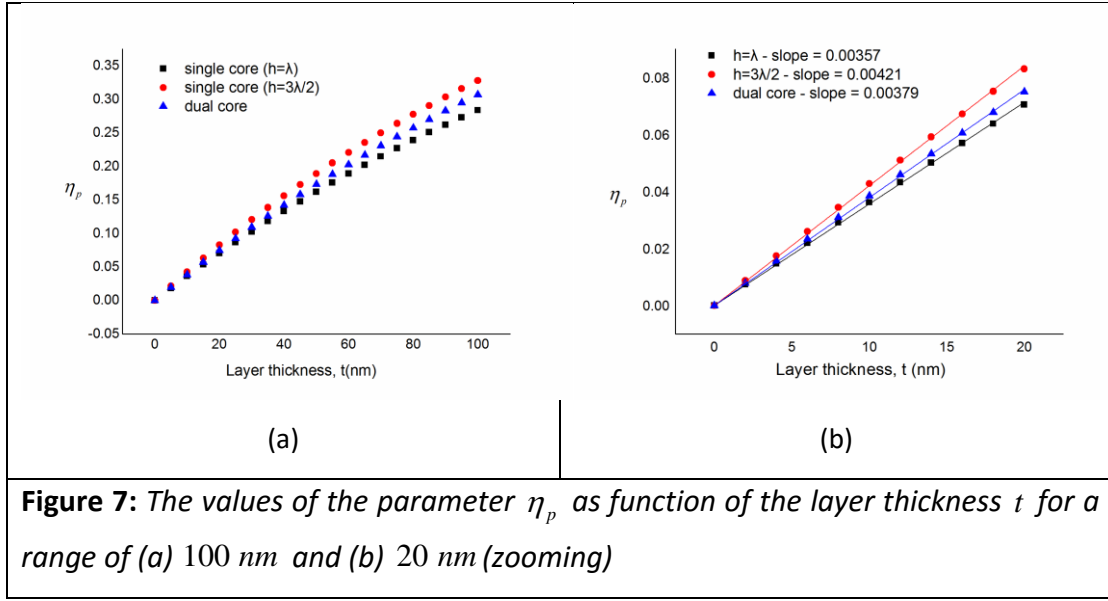 0.35
0.30
0.25
0.20
0.15
0.10
0.05
0.00
-0.05
η_p
single core (h=λ)
single core (h=3λ/2)
dual core
0 20 40 60 80 100
Layer thickness, t(nm)
(a)
0.08
0.06
0.04
0.02
0.00
η_p
h=λ - slope = 0.00357
h=3λ/2 - slope = 0.00421
dual core - slope = 0.00379
0 5 10 15 20
Layer thickness, t (nm)
(b)
Figure 7: The values of the parameter η_p as function of the layer thickness t for a
range of (a) 100 nm and (b) 20 nm (zooming)